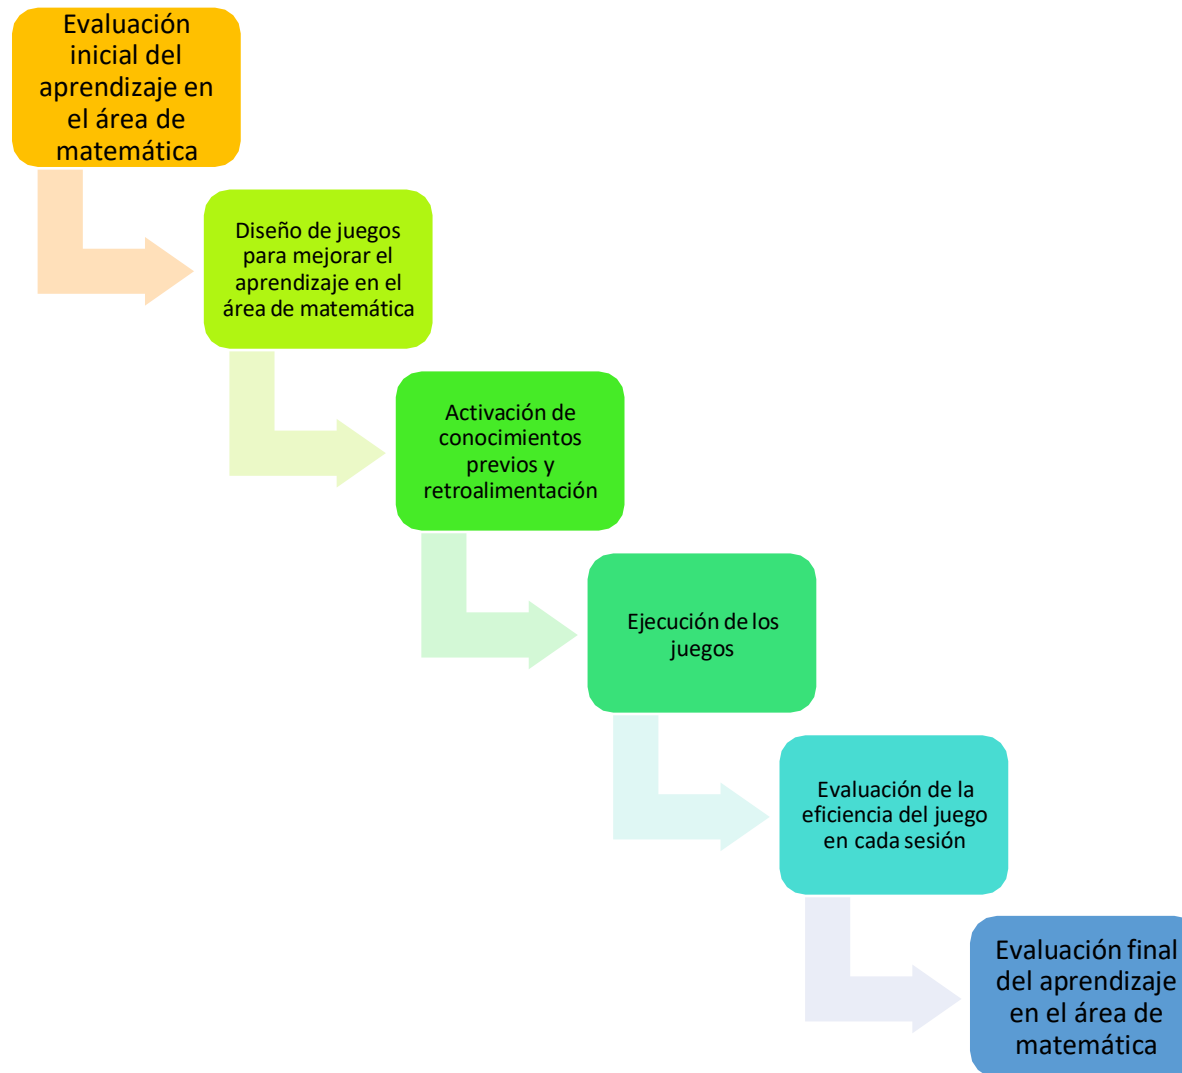 Evaluación
inicial del
aprendizaje en
el área de
matemática
Diseño de juegos
para mejorar el
aprendizaje en el
área de matemática
Activación de
conocimientos
previos y
retroalimentación
Ejecución de los
juegos
Evaluación de la
eficiencia del juego
en cada sesión
Evaluación final
del aprendizaje
en el área de
matemática